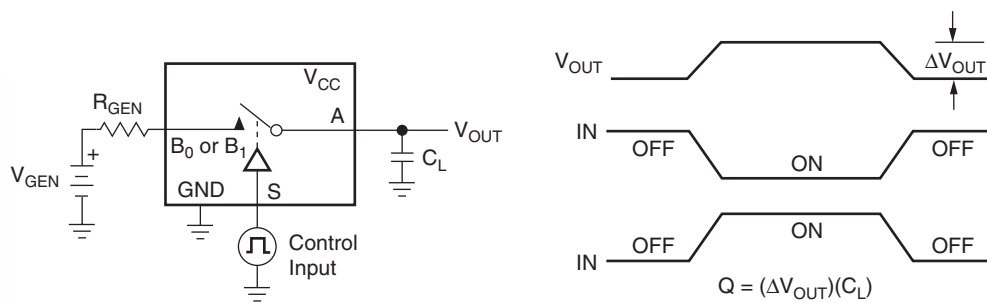 V_CC
R_GEN
A
V_OUT
B_0 or B_1
C_L
+
V_GEN
GND
S
Control
Input
V_OUT
ΔV_OUT
IN
OFF
ON
OFF
IN
OFF
ON
OFF
Q = (ΔV_OUT)(C_L)